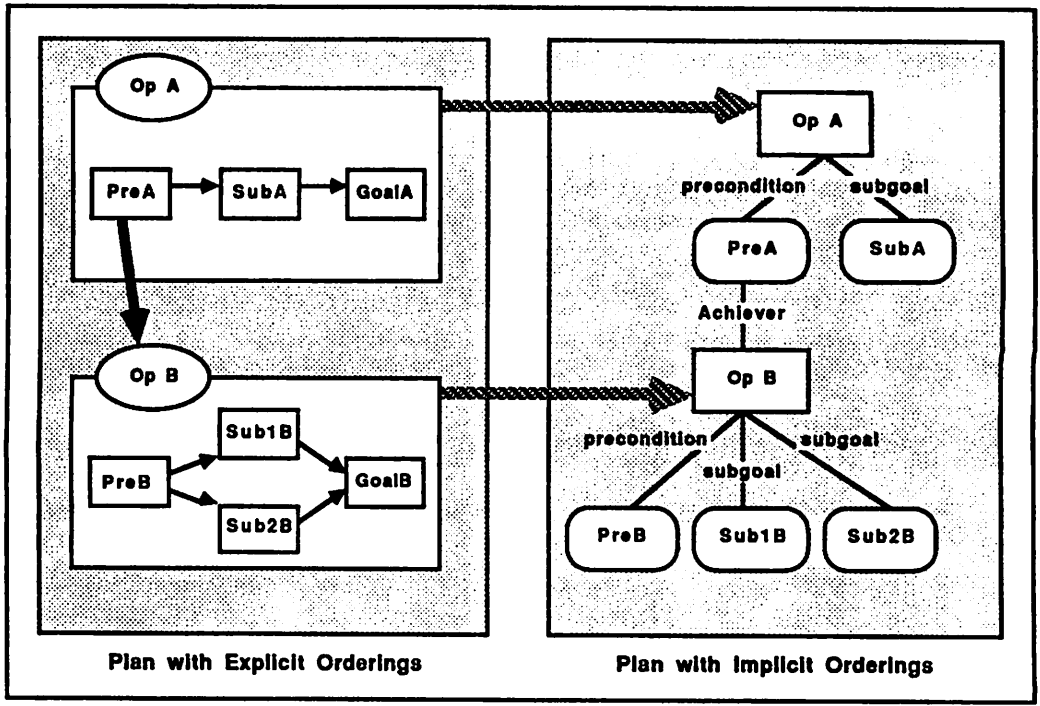 Op A
PreA
SubA
GoalA
Op B
Sub1B
PreB
GoalB
Sub2B
Plan with Explicit Orderings
Op A
precondition
subgoal
PreA
SubA
Achiever
Op B
precondition
subgoal
subgoal
PreB
Sub1B
Sub2B
Plan with Implicit Orderings